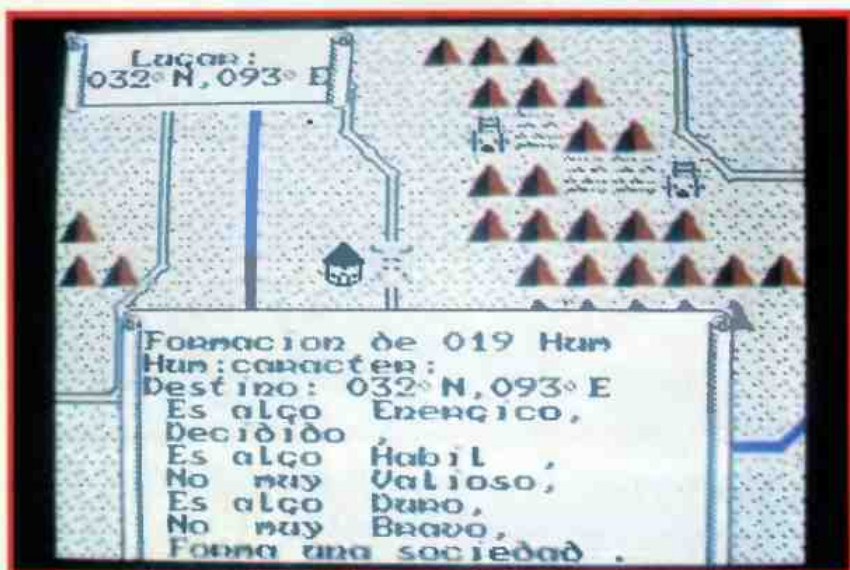 Lugar:
032° N, 093° E
Formacion de 019 Hum
Hum:caracter:
Destino: 032° N, 093° E
Es algo Energico,
Decidido ,
Es algo Habil ,
No muy Valioso,
Es algo Duro,
No muy Bravo,
Forma una sociedad .